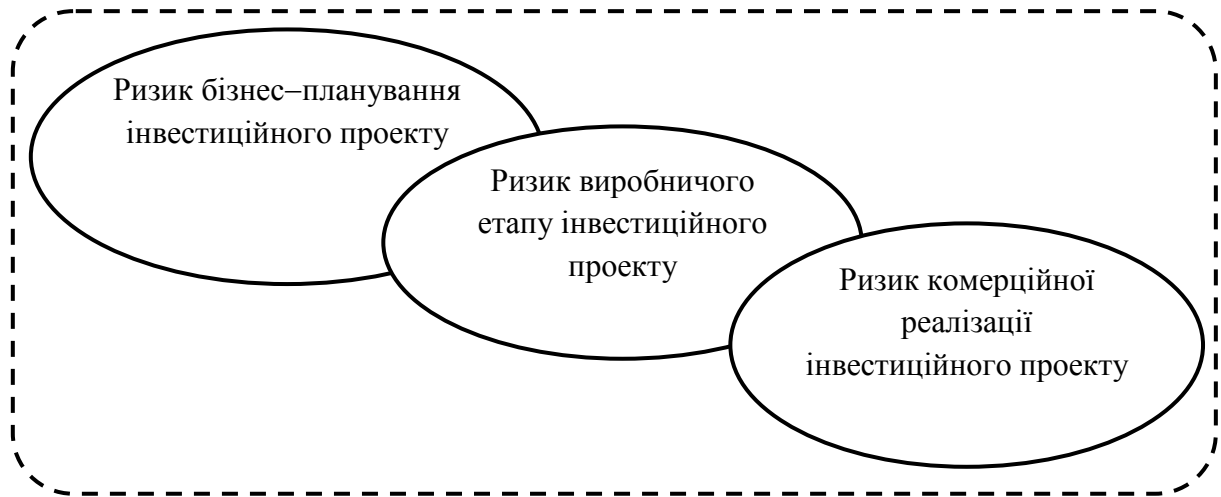 Ризик бізнес–планування
інвестиційного проекту
Ризик виробничого
етапу інвестиційного
проекту
Ризик комерційної
реалізації
інвестиційного проекту